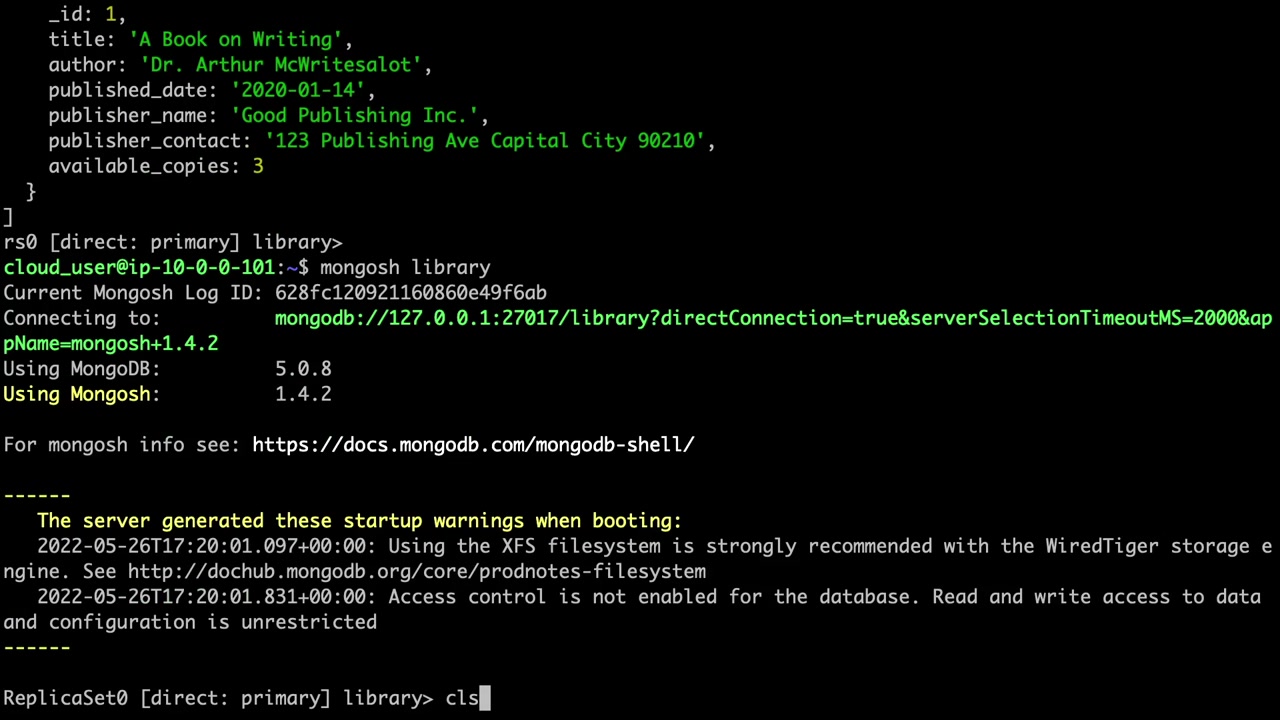 _id: 1,
title: 'A Book on Writing',
author: 'Dr. Arthur McWritesalot',
published_date: '2020-01-14',
publisher_name: 'Good Publishing Inc.',
publisher_contact: '123 Publishing Ave Capital City 90210',
available_copies: 3
}
]
rs0 [direct: primary] library>
cloud_user@ip-10-0-0-101:~$ mongosh library
Current Mongosh Log ID: 628fc120921160860e49f6ab
Connecting to: mongodb://127.0.0.1:27017/library?directConnection=true&serverSelectionTimeoutMS=2000&ap
pName=mongosh+1.4.2
Using MongoDB: 5.0.8
Using Mongosh: 1.4.2
For mongosh info see: https://docs.mongodb.com/mongodb-shell/
------
The server generated these startup warnings when booting:
2022-05-26T17:20:01.097+00:00: Using the XFS filesystem is strongly recommended with the WiredTiger storage e
ngine. See http://dochub.mongodb.org/core/prodnotes-filesystem
2022-05-26T17:20:01.831+00:00: Access control is not enabled for the database. Read and write access to data
and configuration is unrestricted
------
ReplicaSet0 [direct: primary] library> cls